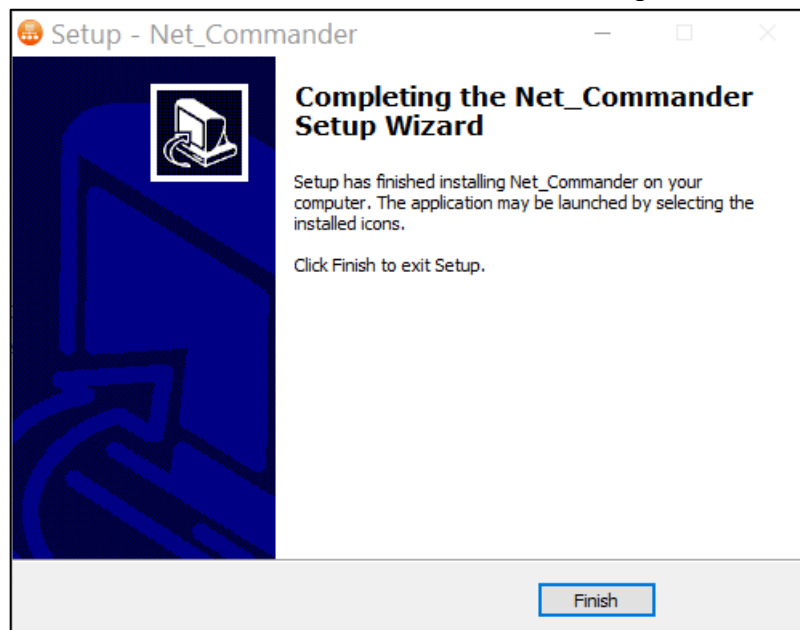 Setup - Net_Commander
Completing the Net_Commander
Setup Wizard
Setup has finished installing Net_Commander on your
computer. The application may be launched by selecting the
installed icons.
Click Finish to exit Setup.
Finish